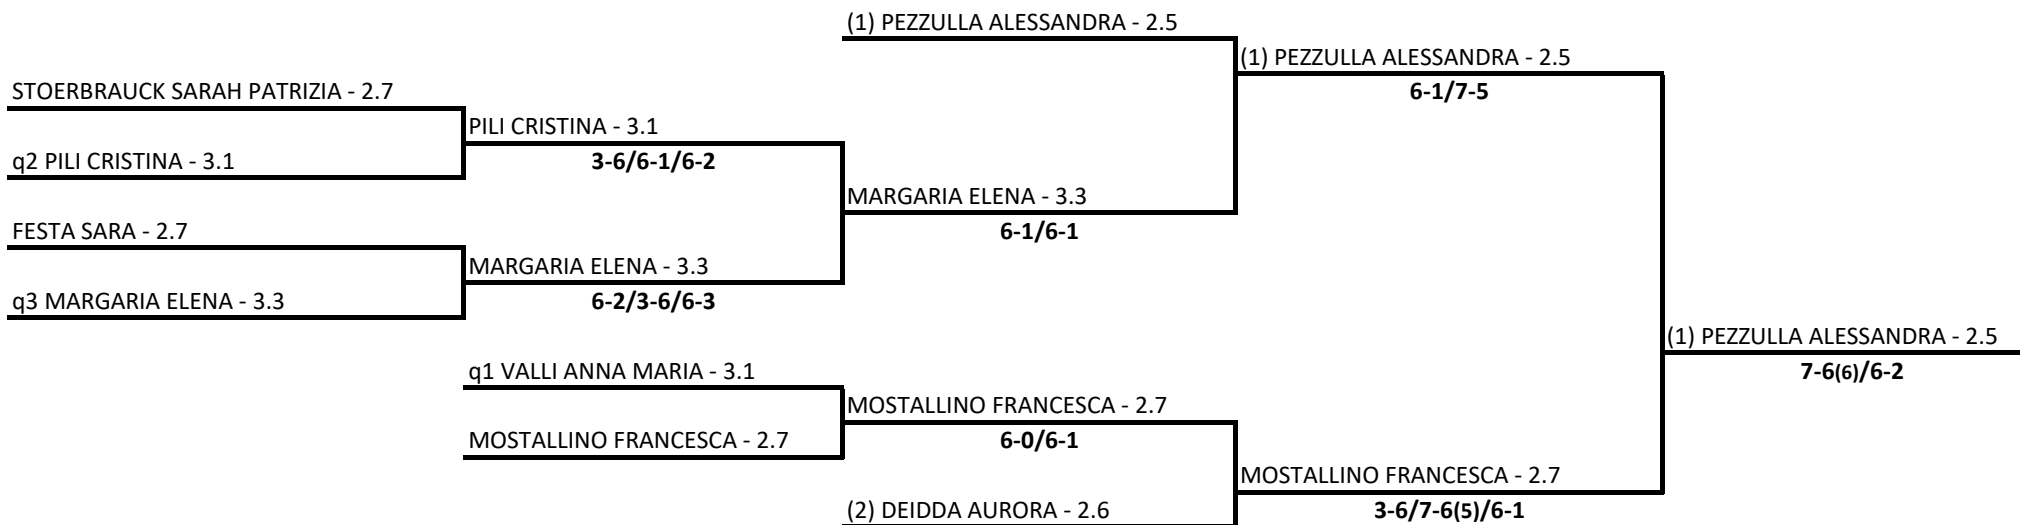 (1) PEZZULLA ALESSANDRA - 2.5
(1) PEZZULLA ALESSANDRA - 2.5
6-1/7-5
STOERBRAUCK SARAH PATRIZIA - 2.7
PILI CRISTINA - 3.1
3-6/6-1/6-2
q2 PILI CRISTINA - 3.1
MARGARIA ELENA - 3.3
6-1/6-1
FESTA SARA - 2.7
MARGARIA ELENA - 3.3
6-2/3-6/6-3
q3 MARGARIA ELENA - 3.3
(1) PEZZULLA ALESSANDRA - 2.5
7-6(6)/6-2
q1 VALLI ANNA MARIA - 3.1
MOSTALLINO FRANCESCA - 2.7
6-0/6-1
MOSTALLINO FRANCESCA - 2.7
MOSTALLINO FRANCESCA - 2.7
3-6/7-6(5)/6-1
(2) DEIDDA AURORA - 2.6